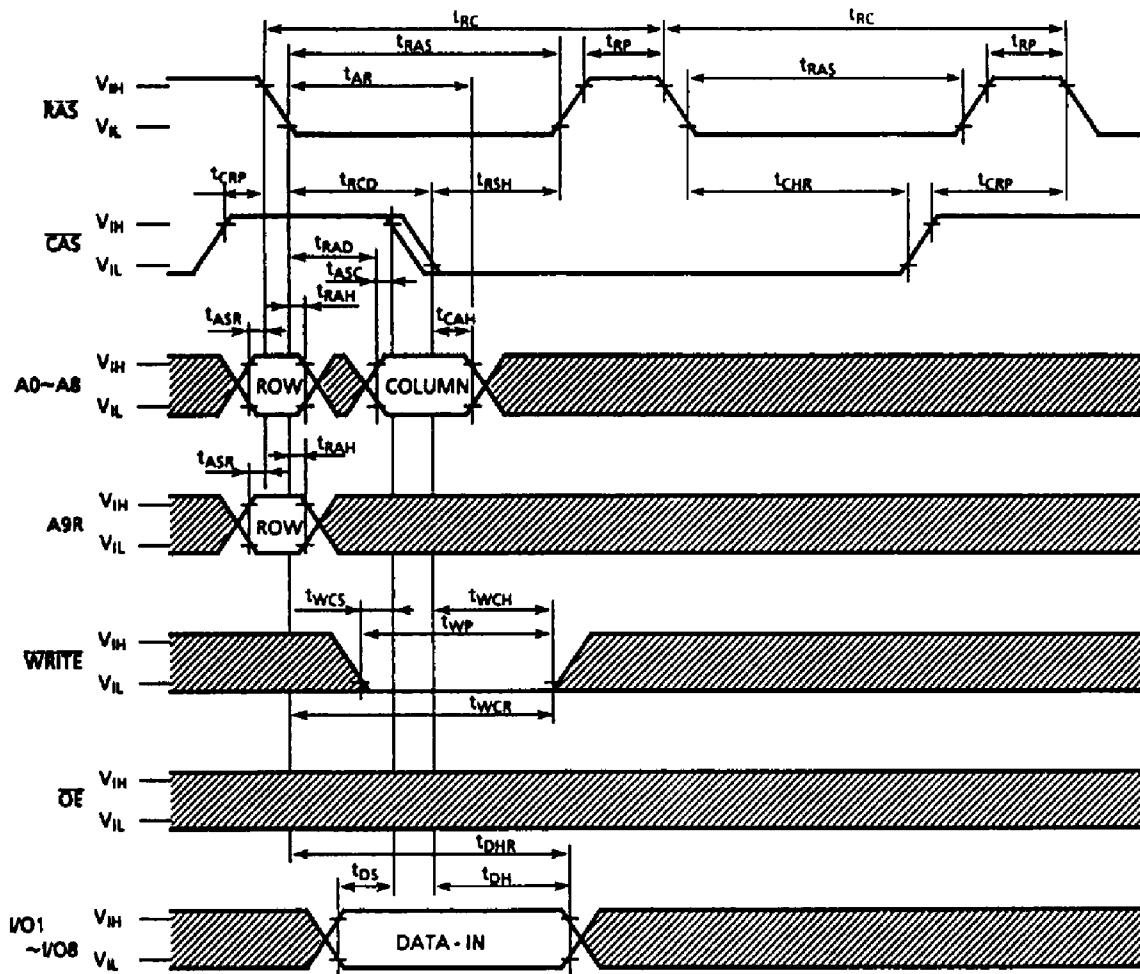 tRC tRC
tRAS tRP tRP
tAR tRAS
RAS VIH
VIL
tCRP tRCD tRSH tCHR tCRP
CAS VIH
VIL
tRAD
tASC
tRAH
tASR tCAH
A0~A8 VIH
VIL
ROW COLUMN
tASR tRAH
A9R VIH
VIL
ROW
tWCS tWCH
tWP
WRITE VIH
VIL
tWCR
OE VIH
VIL
tDHR
tDS tDH
I/O1
~I/O8
VIH
VIL
DATA - IN